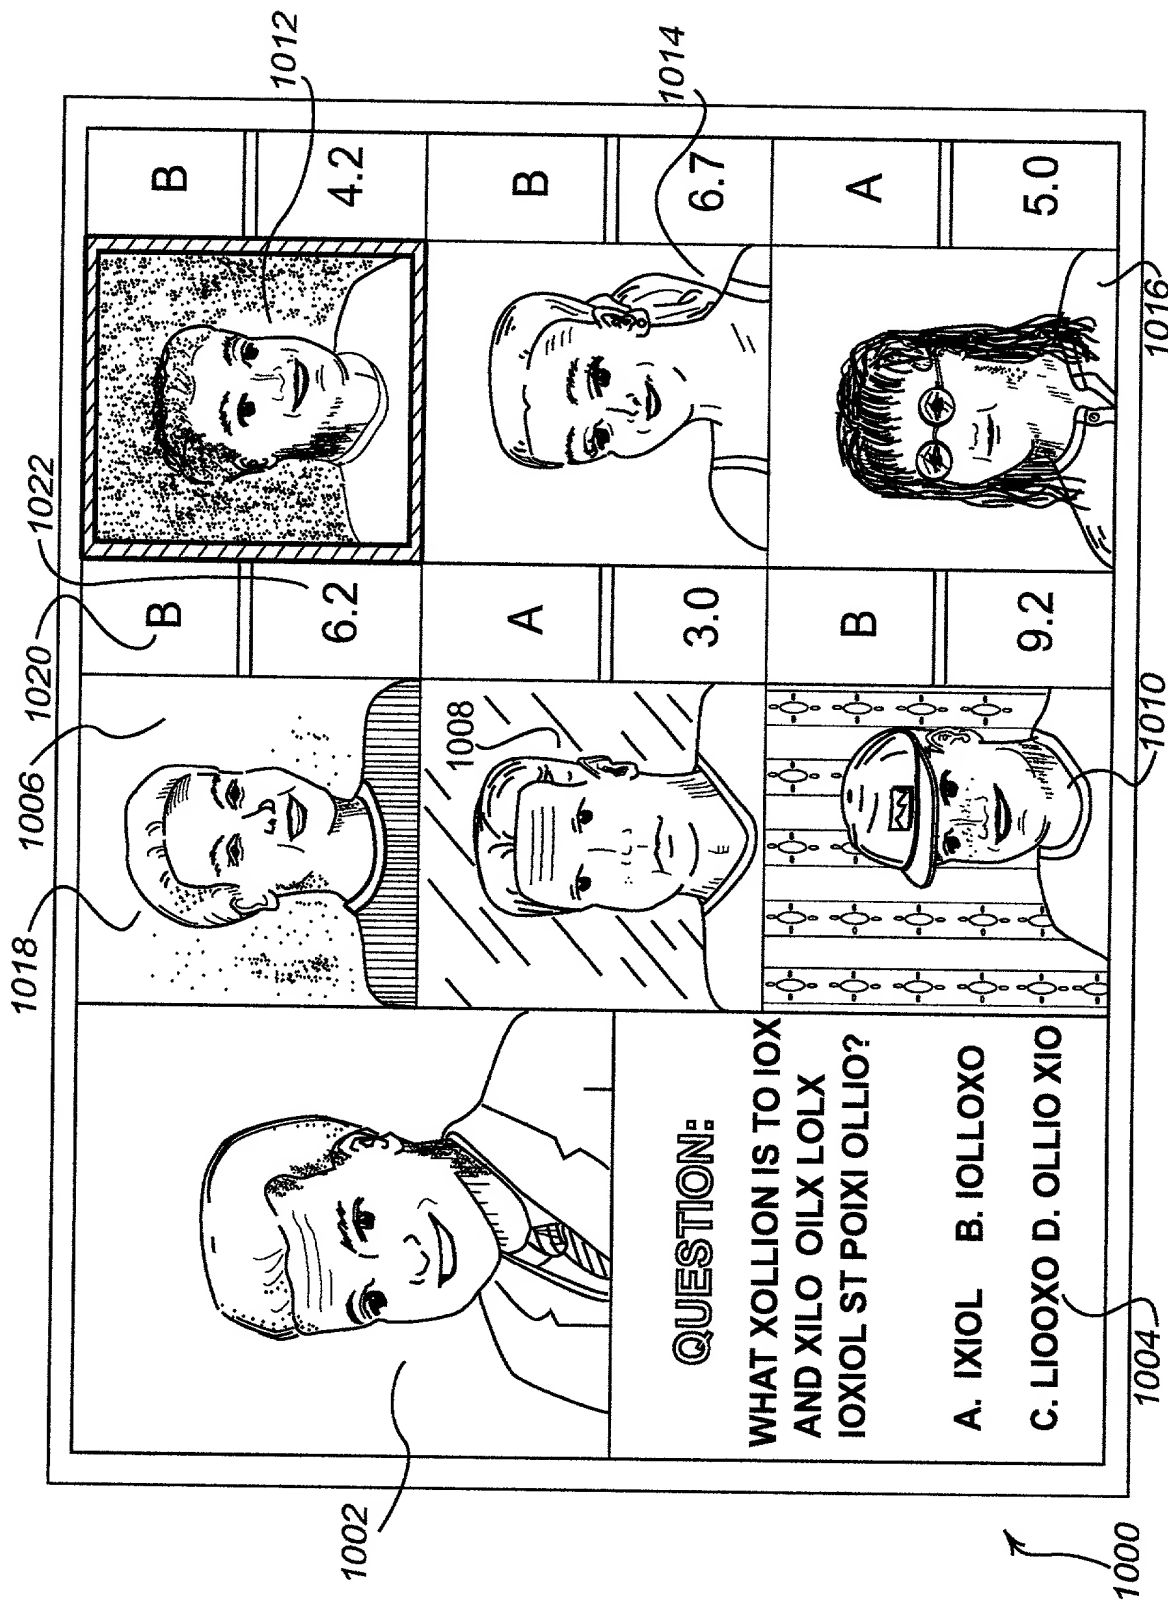 1018 1006 1020 1022
B B
1012
6.2 4.2
1002
1008
A B
1014
3.0 6.7
QUESTION:
WHAT XOLLION IS TO IOX
AND XILO OILX LOLX
IOXIOL ST POIXI OLLIO?
B A
A. IXIOL B. IOLLOXO
C. LIOOXO D. OLLIO XIO
9.2 5.0
1000
1004
1010
1016